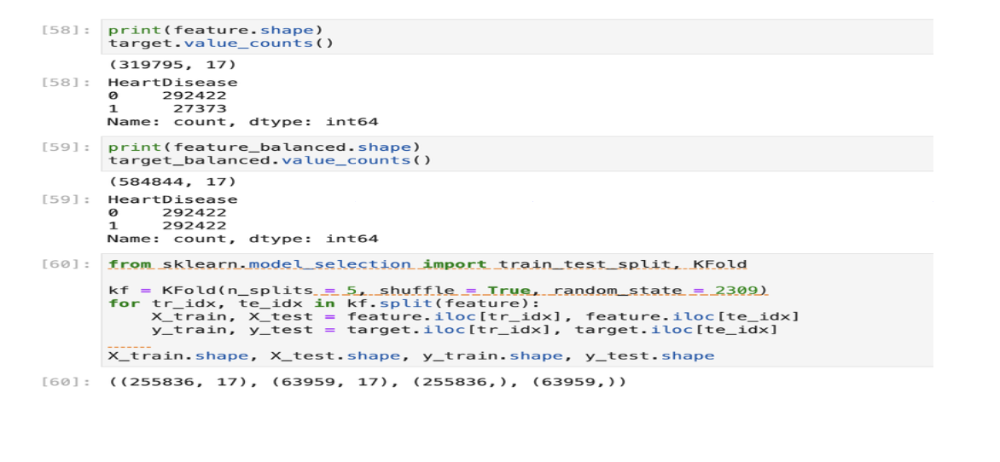 [58]: print(feature.shape)
target.value_counts()
(319795, 17)
[58]: HeartDisease
0 292422
1 27373
Name: count, dtype: int64
[59]: print(feature_balanced.shape)
target_balanced.value_counts()
(584844, 17)
[59]: HeartDisease
0 292422
1 292422
Name: count, dtype: int64
[60]: from sklearn.model_selection import train_test_split, KFold
kf = KFold(n_splits = 5, shuffle = True, random_state = 2309)
for tr_idx, te_idx in kf.split(feature):
X_train, X_test = feature.iloc[tr_idx], feature.iloc[te_idx]
y_train, y_test = target.iloc[tr_idx], target.iloc[te_idx]
X_train.shape, X_test.shape, y_train.shape, y_test.shape
[60]: ((255836, 17), (63959, 17), (255836,), (63959,))